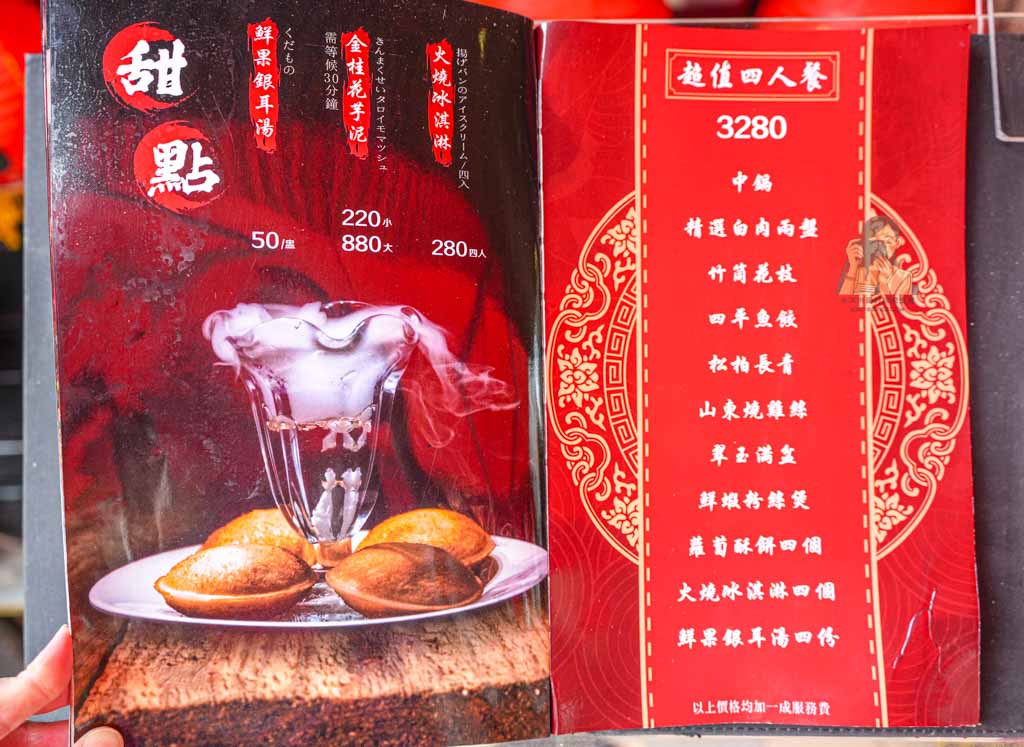 甜點
火燒冰淇淋
揚げパンのアイスクリーム/四入
280四人
金桂花芋泥
きんまくせいタロイモマッシュ
需等候30分鐘
220小
880大
鮮果銀耳湯
くだもの
50/盅
超值四人餐
3280
中鍋
精選白肉兩盤
竹筒花枝
四平魚餃
松柏長青
山東燒雞絲
翠玉滿盆
鮮蝦粉絲煲
蘿蔔酥餅四個
火燒冰淇淋四個
鮮果銀耳湯四份
以上價格均加一成服務費